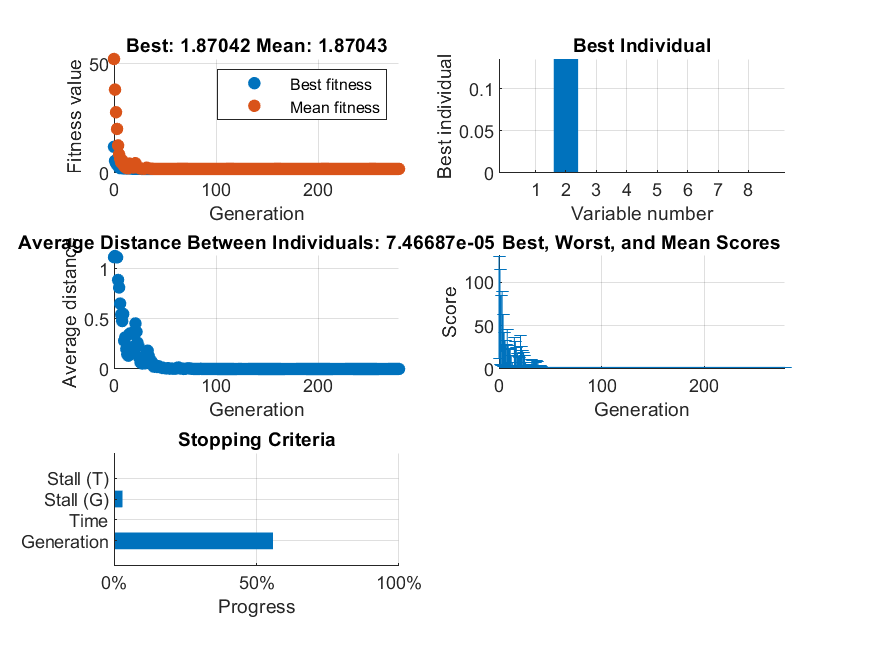 Best: 1.87042 Mean: 1.87043
Fitness value
50
0
Best fitness
Mean fitness
0 100 200
Generation
Best Individual
Best individual
0.1
0.05
0
1 2 3 4 5 6 7 8
Variable number
Average Distance Between Individuals: 7.46687e-05
Average distance
1
0.5
0
0 100 200
Generation
Best, Worst, and Mean Scores
Score
100
50
0
0 100 200
Generation
Stopping Criteria
Stall (T)
Stall (G)
Time
Generation
0% 50% 100%
Progress